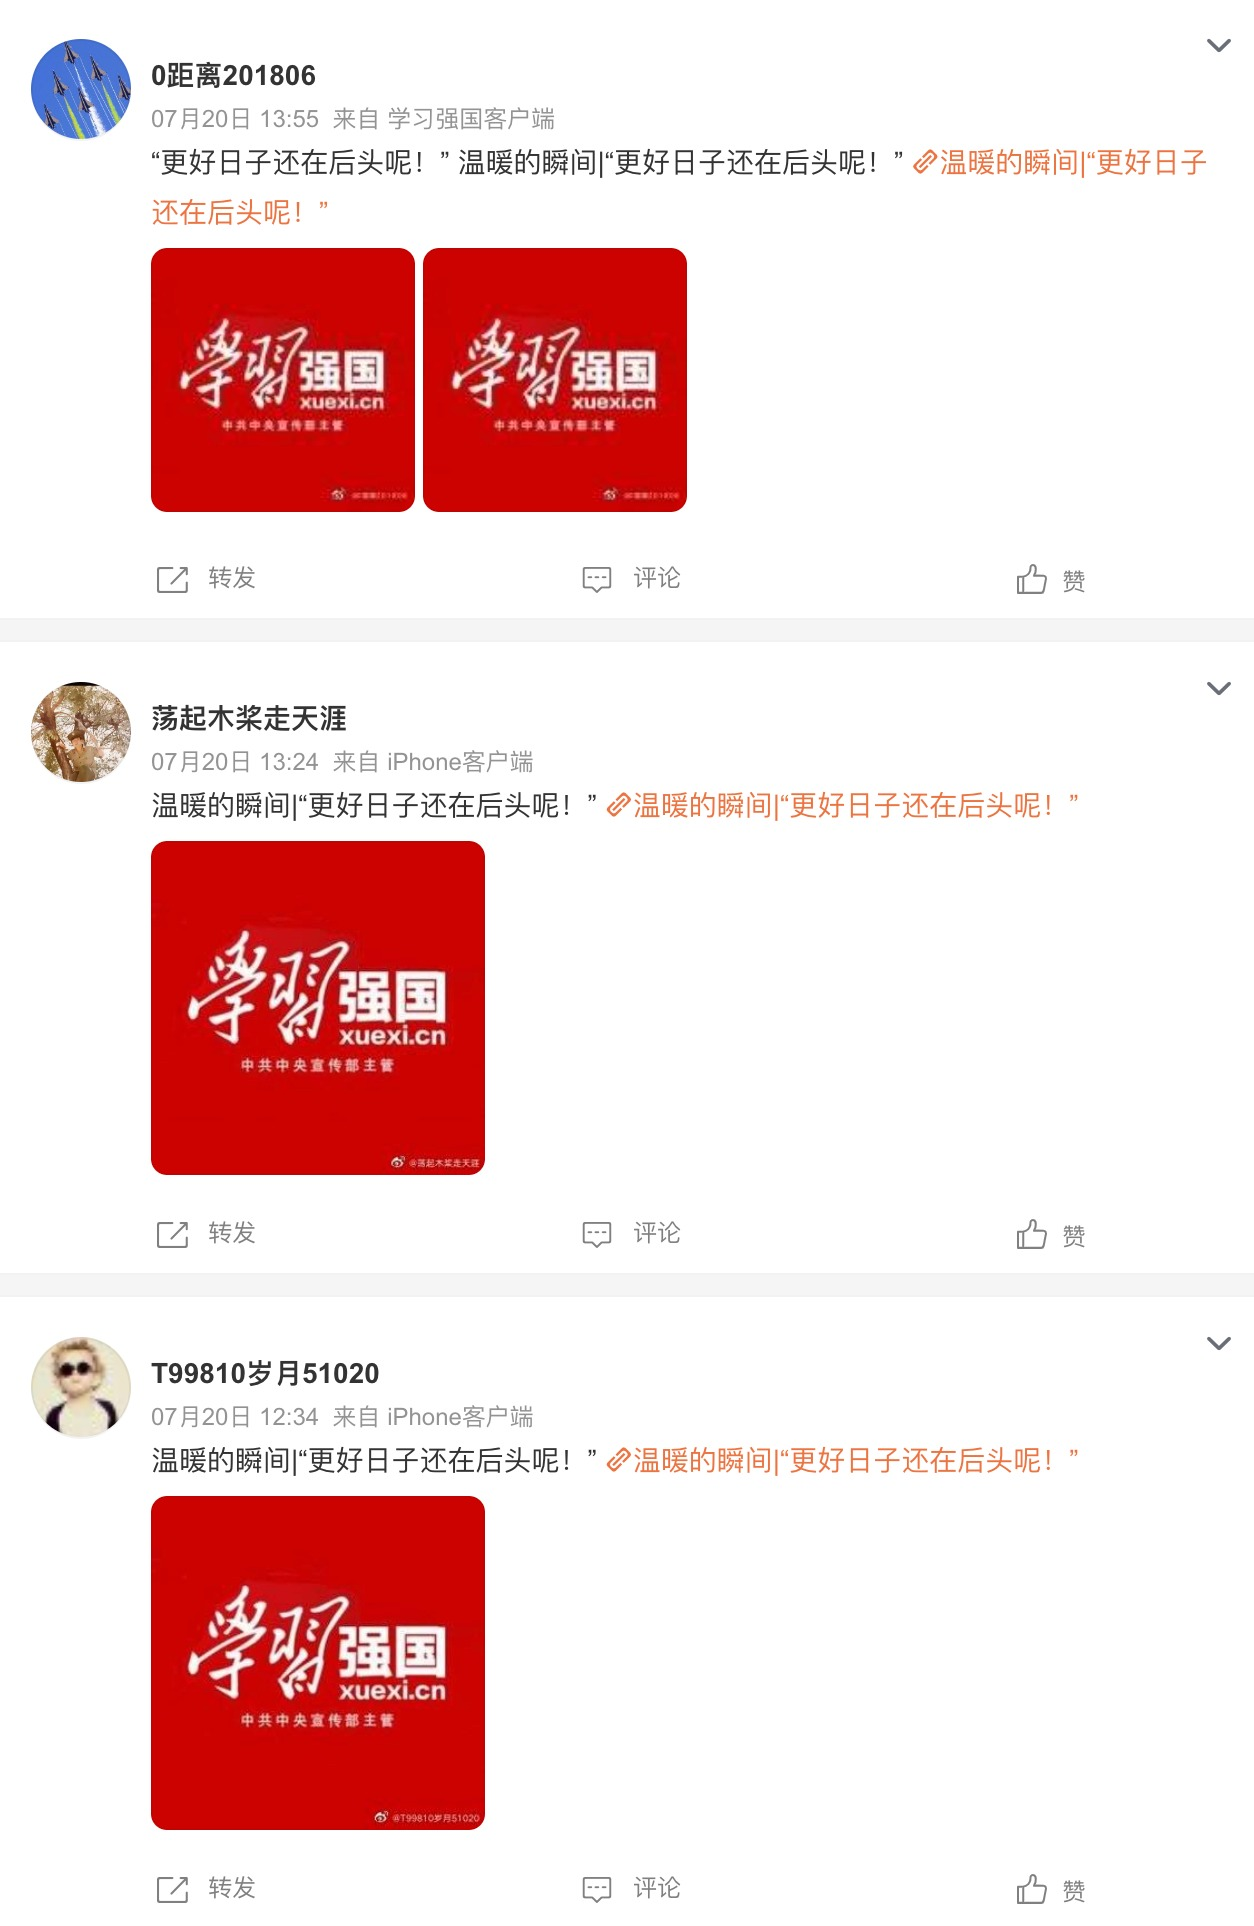 0距离201806
07月20日 13:55 来自 学习强国客户端
“更好日子还在后头呢！” 温暖的瞬间|“更好日子还在后头呢！” 温暖的瞬间|“更好日子
还在后头呢！”
學習强国 學習强国
xuexi.cn xuexi.cn
中共中央宣传部主管 中共中央宣传部主管
转发 评论 赞
荡起木桨走天涯
07月20日 13:24 来自 iPhone客户端
温暖的瞬间|“更好日子还在后头呢！” 温暖的瞬间|“更好日子还在后头呢！”
學習强国
xuexi.cn
中共中央宣传部主管
@荡起木桨走天涯
转发 评论 赞
T99810岁月51020
07月20日 12:34 来自 iPhone客户端
温暖的瞬间|“更好日子还在后头呢！” 温暖的瞬间|“更好日子还在后头呢！”
學習强国
xuexi.cn
中共中央宣传部主管
@T99810岁月51020
转发 评论 赞